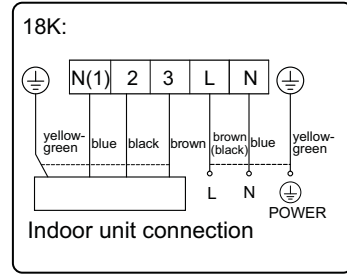 18K:
N(1) 2 3 L N
yellow-
green
blue
black
brown
brown
(black)
blue
yellow-
green
L N
POWER
Indoor unit connection